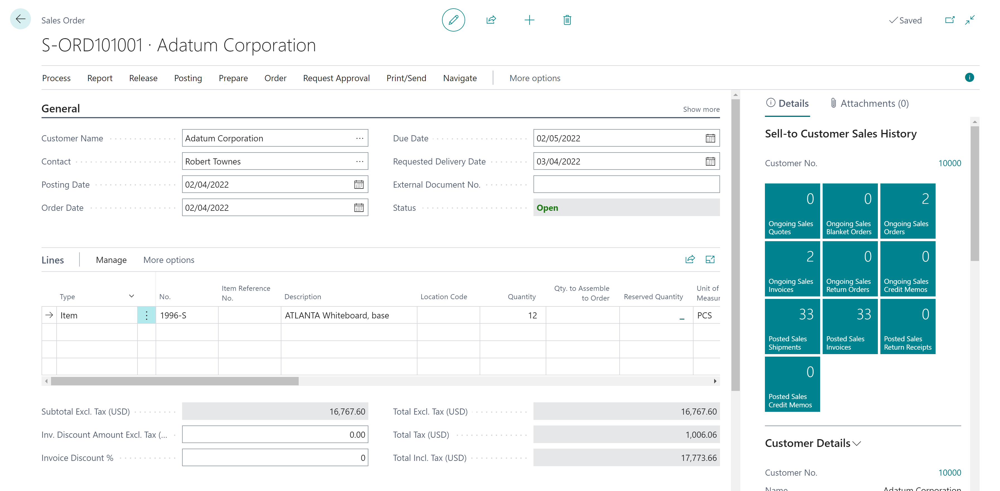 Sales Order
Saved
S-ORD101001 · Adatum Corporation
Process Report Release Posting Prepare Order Request Approval Print/Send Navigate More options
General
Show more
Customer Name Adatum Corporation
Contact Robert Townes
Posting Date 02/04/2022
Order Date 02/04/2022
Due Date 02/05/2022
Requested Delivery Date 03/04/2022
External Document No.
Status Open
Lines Manage More options
Type
No.
Item Reference
No.
Description
Location Code
Quantity
Qty. to Assemble
to Order
Reserved Quantity
Unit of
Measur
Item 1996-S ATLANTA Whiteboard, base 12 _ PCS
Subtotal Excl. Tax (USD) 16,767.60
Inv. Discount Amount Excl. Tax (... 0.00
Invoice Discount % 0
Total Excl. Tax (USD) 16,767.60
Total Tax (USD) 1,006.06
Total Incl. Tax (USD) 17,773.66
Details Attachments (0)
Sell-to Customer Sales History
Customer No. 10000
0
Ongoing Sales
Quotes
0
Ongoing Sales
Blanket Orders
2
Ongoing Sales
Orders
2
Ongoing Sales
Invoices
0
Ongoing Sales
Return Orders
0
Ongoing Sales
Credit Memos
33
Posted Sales
Shipments
33
Posted Sales
Invoices
0
Posted Sales
Return Receipts
0
Posted Sales
Credit Memos
Customer Details
Customer No. 10000
Name Adatum Corporation